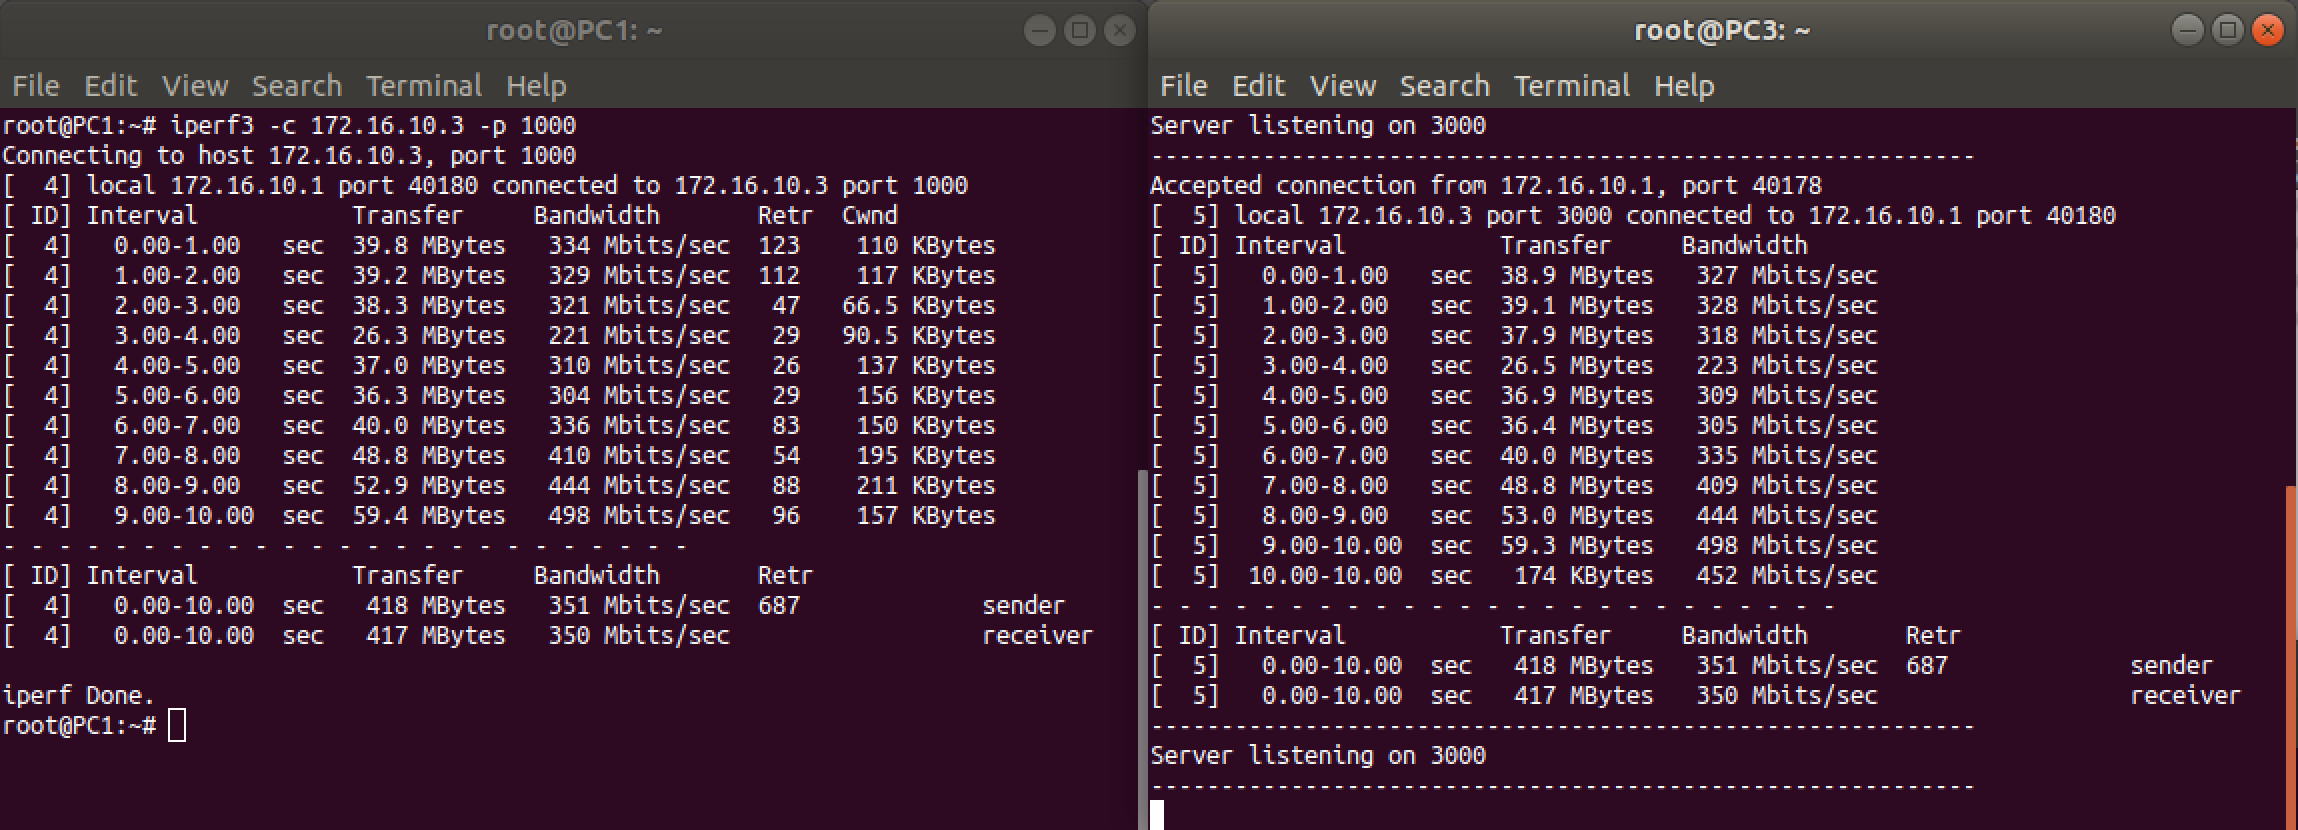 root@PC1: ~
File Edit View Search Terminal Help
root@PC1:~# iperf3 -c 172.16.10.3 -p 1000
Connecting to host 172.16.10.3, port 1000
[  4] local 172.16.10.1 port 40180 connected to 172.16.10.3 port 1000
[ ID] Interval           Transfer     Bandwidth       Retr  Cwnd
[  4]   0.00-1.00   sec  39.8 MBytes   334 Mbits/sec  123    110 KBytes
[  4]   1.00-2.00   sec  39.2 MBytes   329 Mbits/sec  112    117 KBytes
[  4]   2.00-3.00   sec  38.3 MBytes   321 Mbits/sec   47   66.5 KBytes
[  4]   3.00-4.00   sec  26.3 MBytes   221 Mbits/sec   29   90.5 KBytes
[  4]   4.00-5.00   sec  37.0 MBytes   310 Mbits/sec   26    137 KBytes
[  4]   5.00-6.00   sec  36.3 MBytes   304 Mbits/sec   29    156 KBytes
[  4]   6.00-7.00   sec  40.0 MBytes   336 Mbits/sec   83    150 KBytes
[  4]   7.00-8.00   sec  48.8 MBytes   410 Mbits/sec   54    195 KBytes
[  4]   8.00-9.00   sec  52.9 MBytes   444 Mbits/sec   88    211 KBytes
[  4]   9.00-10.00  sec  59.4 MBytes   498 Mbits/sec   96    157 KBytes
- - - - - - - - - - - - - - - - - - - - - - - - -
[ ID] Interval           Transfer     Bandwidth       Retr
[  4]   0.00-10.00  sec   418 MBytes   351 Mbits/sec  687             sender
[  4]   0.00-10.00  sec   417 MBytes   350 Mbits/sec                  receiver
iperf Done.
root@PC1:~#
root@PC3: ~
File Edit View Search Terminal Help
Server listening on 3000
-----------------------------------------------------------
Accepted connection from 172.16.10.1, port 40178
[  5] local 172.16.10.3 port 3000 connected to 172.16.10.1 port 40180
[ ID] Interval           Transfer     Bandwidth
[  5]   0.00-1.00   sec  38.9 MBytes   327 Mbits/sec
[  5]   1.00-2.00   sec  39.1 MBytes   328 Mbits/sec
[  5]   2.00-3.00   sec  37.9 MBytes   318 Mbits/sec
[  5]   3.00-4.00   sec  26.5 MBytes   223 Mbits/sec
[  5]   4.00-5.00   sec  36.9 MBytes   309 Mbits/sec
[  5]   5.00-6.00   sec  36.4 MBytes   305 Mbits/sec
[  5]   6.00-7.00   sec  40.0 MBytes   335 Mbits/sec
[  5]   7.00-8.00   sec  48.8 MBytes   409 Mbits/sec
[  5]   8.00-9.00   sec  53.0 MBytes   444 Mbits/sec
[  5]   9.00-10.00  sec  59.3 MBytes   498 Mbits/sec
[  5]  10.00-10.00  sec   174 KBytes   452 Mbits/sec
- - - - - - - - - - - - - - - - - - - - - - - - -
[ ID] Interval           Transfer     Bandwidth       Retr
[  5]   0.00-10.00  sec   418 MBytes   351 Mbits/sec  687             sender
[  5]   0.00-10.00  sec   417 MBytes   350 Mbits/sec                  receiver
-----------------------------------------------------------
Server listening on 3000
-----------------------------------------------------------